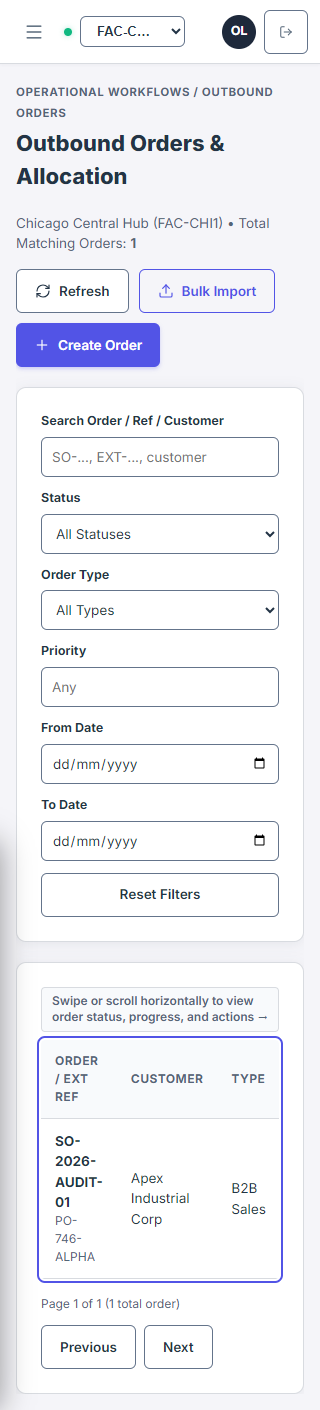 FAC-C...
OL
OPERATIONAL WORKFLOWS / OUTBOUND
ORDERS
Outbound Orders &
Allocation
Chicago Central Hub (FAC-CHI1) • Total
Matching Orders: 1
Refresh
Bulk Import
Create Order
Search Order / Ref / Customer
SO-..., EXT-..., customer
Status
All Statuses
Order Type
All Types
Priority
Any
From Date
dd/mm/yyyy
To Date
dd/mm/yyyy
Reset Filters
Swipe or scroll horizontally to view
order status, progress, and actions →
ORDER
/ EXT
REF
CUSTOMER
TYPE
SO-
2026-
AUDIT-
01
PO-
746-
ALPHA
Apex
Industrial
Corp
B2B
Sales
Page 1 of 1 (1 total order)
Previous
Next